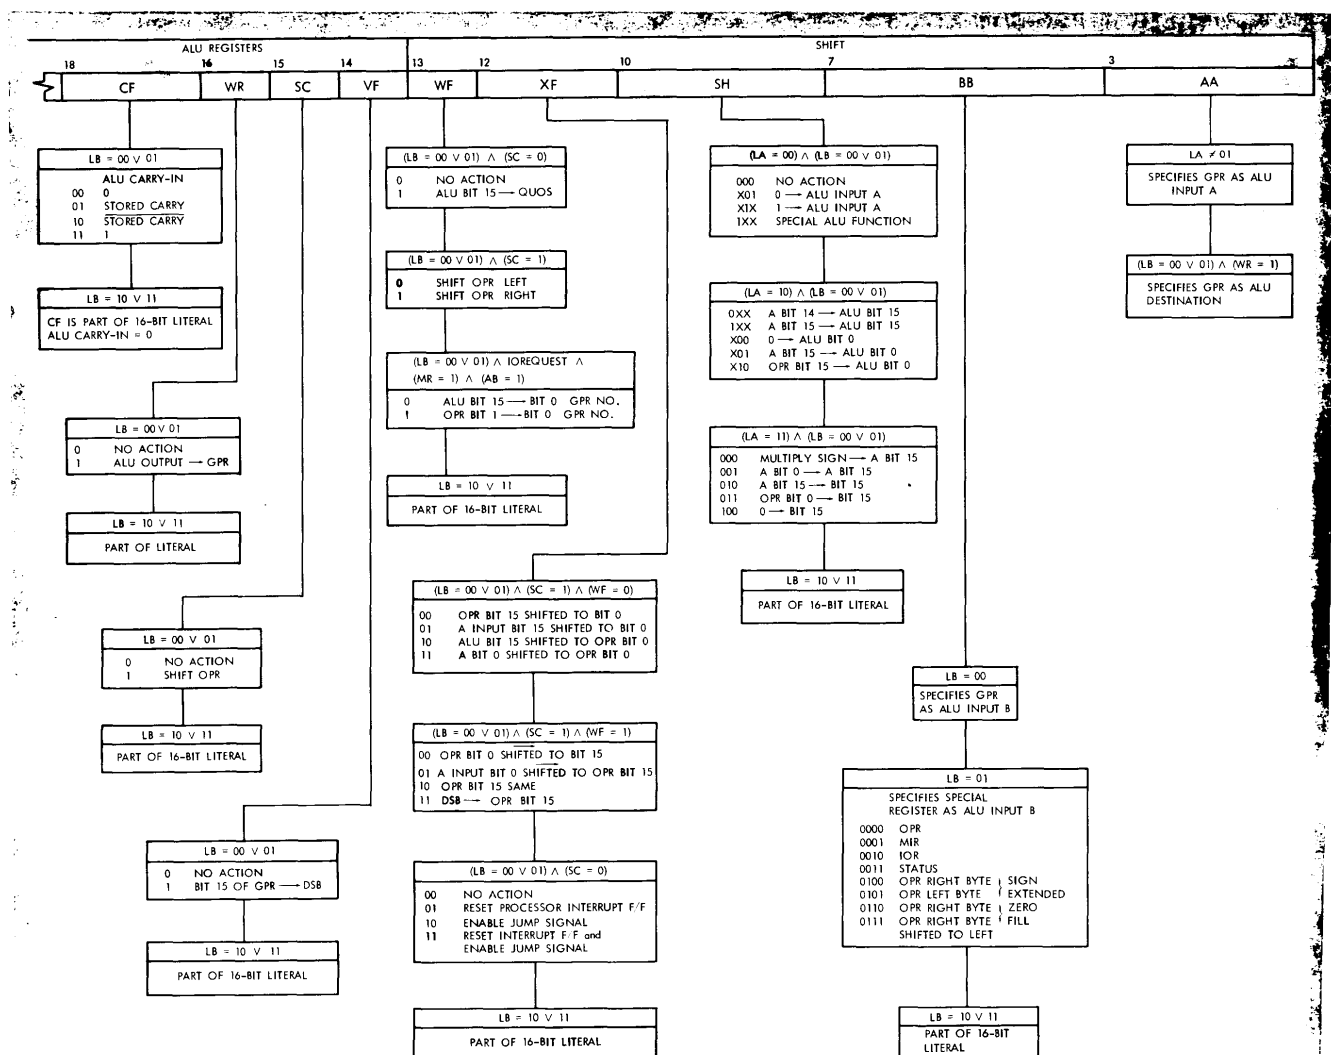 ALU REGISTERS
SHIFT
18
16
15
14
13
12
10
7
3
CF
WR
SC
VF
WF
XF
SH
BB
AA
LB = 00 ∨ 01
ALU CARRY-IN
00 0
01 STORED CARRY
10 STORED CARRY
11 1
LB = 10 ∨ 11
CF IS PART OF 16-BIT LITERAL
ALU CARRY-IN = 0
LB = 00 ∨ 01
0 NO ACTION
1 ALU OUTPUT → GPR
LB = 10 ∨ 11
PART OF LITERAL
LB = 00 ∨ 01
0 NO ACTION
1 SHIFT OPR
LB = 10 ∨ 11
PART OF 16-BIT LITERAL
LB = 00 ∨ 01
0 NO ACTION
1 BIT 15 OF GPR → DSB
LB = 10 ∨ 11
PART OF 16-BIT LITERAL
(LB = 00 ∨ 01) ∧ (SC = 0)
0 NO ACTION
1 ALU BIT 15 → QUOS
(LB = 00 ∨ 01) ∧ (SC = 1)
0 SHIFT OPR LEFT
1 SHIFT OPR RIGHT
(LB = 00 ∨ 01) ∧ IOREQUEST ∧
(MR = 1) ∧ (AB = 1)
0 ALU BIT 15 → BIT 0 GPR NO.
1 OPR BIT 1 → BIT 0 GPR NO.
LB = 10 ∨ 11
PART OF 16-BIT LITERAL
(LB = 00 ∨ 01) ∧ (SC = 1) ∧ (WF = 0)
00 OPR BIT 15 SHIFTED TO BIT 0
01 A INPUT BIT 15 SHIFTED TO BIT 0
10 ALU BIT 15 SHIFTED TO OPR BIT 0
11 A BIT 0 SHIFTED TO OPR BIT 0
(LB = 00 ∨ 01) ∧ (SC = 1) ∧ (WF = 1)
00 OPR BIT 0 SHIFTED TO BIT 15
01 A INPUT BIT 0 SHIFTED TO OPR BIT 15
10 OPR BIT 15 SAME
11 DSB → OPR BIT 15
(LB = 00 ∨ 01) ∧ (SC = 0)
00 NO ACTION
01 RESET PROCESSOR INTERRUPT F/F
10 ENABLE JUMP SIGNAL
11 RESET INTERRUPT F/F and
ENABLE JUMP SIGNAL
LB = 10 ∨ 11
PART OF 16-BIT LITERAL
(LA = 00) ∧ (LB = 00 ∨ 01)
000 NO ACTION
X01 0 → ALU INPUT A
X1X 1 → ALU INPUT A
1XX SPECIAL ALU FUNCTION
(LA = 10) ∧ (LB = 00 ∨ 01)
0XX A BIT 14 → ALU BIT 15
1XX A BIT 15 → ALU BIT 15
X00 0 → ALU BIT 0
X01 A BIT 15 → ALU BIT 0
X10 OPR BIT 15 → ALU BIT 0
(LA = 11) ∧ (LB = 00 ∨ 01)
000 MULTIPLY SIGN → A BIT 15
001 A BIT 0 → A BIT 15
010 A BIT 15 → BIT 15
011 OPR BIT 0 → BIT 15
100 0 → BIT 15
LB = 10 ∨ 11
PART OF 16-BIT LITERAL
LB = 00
SPECIFIES GPR
AS ALU INPUT B
LB = 01
SPECIFIES SPECIAL
REGISTER AS ALU INPUT B
0000 OPR
0001 MIR
0010 IOR
0011 STATUS
0100 OPR RIGHT BYTE } SIGN
0101 OPR LEFT BYTE } EXTENDED
0110 OPR RIGHT BYTE } ZERO
0111 OPR RIGHT BYTE } FILL
SHIFTED TO LEFT
LB = 10 ∨ 11
PART OF 16-BIT
LITERAL
LA ≠ 01
SPECIFIES GPR AS ALU
INPUT A
(LB = 00 ∨ 01) ∧ (WR = 1)
SPECIFIES GPR AS ALU
DESTINATION